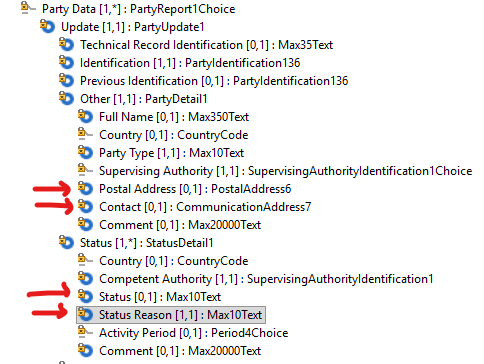 Party Data [1,*] : PartyReport1Choice
Update [1,1] : PartyUpdate1
Technical Record Identification [0,1] : Max35Text
Identification [1,1] : PartyIdentification136
Previous Identification [0,1] : PartyIdentification136
Other [1,1] : PartyDetail1
Full Name [0,1] : Max350Text
Country [0,1] : CountryCode
Party Type [1,1] : Max10Text
Supervising Authority [1,1] : SupervisingAuthorityIdentification1Choice
Postal Address [0,1] : PostalAddress6
Contact [0,1] : CommunicationAddress7
Comment [0,1] : Max20000Text
Status [1,*] : StatusDetail1
Country [0,1] : CountryCode
Competent Authority [1,1] : SupervisingAuthorityIdentification1
Status [0,1] : Max10Text
Status Reason [1,1] : Max10Text
Activity Period [0,1] : Period4Choice
Comment [0,1] : Max20000Text